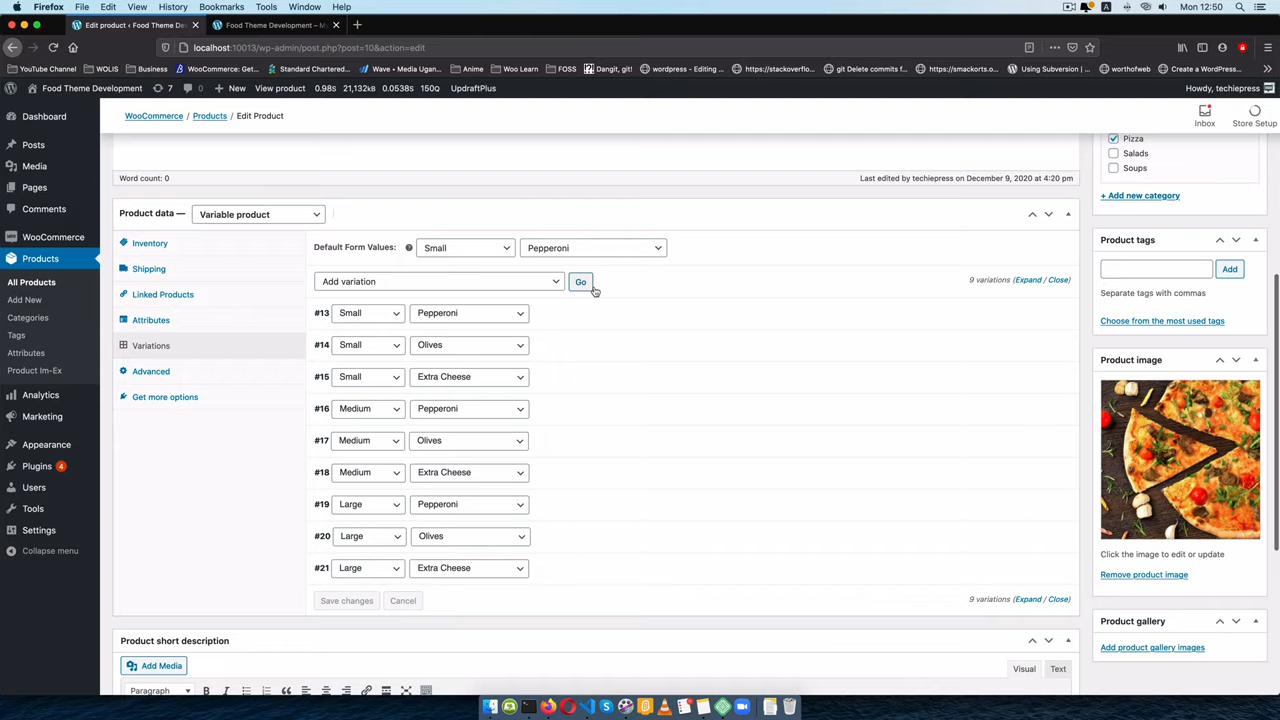 Firefox File Edit View History Bookmarks Tools Window Help Mon 12:50
Edit product ‹ Food Theme De... Food Theme Development – M
localhost:10013/wp-admin/post.php?post=10&action=edit
YouTube Channel WOLIS Business WooCommerce: Get... Standard Chartered... Wave - Media Ugan... Anime Woo Learn FOSS Dangit, git! wordpress - Editing ... https://stackoverflo... git Delete commits f... https://smackorts.o... Using Subversion | ... worthofweb Create a WordPress...
Food Theme Development 7 0 New View product 0.98s 21,132KB 0.0538s 150Q UpdraftPlus Howdy, techiepress
Dashboard
Posts
Media
Pages
Comments
WooCommerce
Products
All Products
Add New
Categories
Tags
Attributes
Product Im-Ex
Analytics
Marketing
Appearance
Plugins 4
Users
Tools
Settings
Collapse menu
WooCommerce › Products › Edit Product
Inbox Store Setup
Word count: 0 Last edited by techiepress on December 9, 2020 at 4:20 pm
Product data — Variable product
Inventory
Shipping
Linked Products
Attributes
Variations
Advanced
Get more options
Default Form Values: Small Pepperoni
Add variation Go 9 variations (Expand / Close)
#13 Small Pepperoni
#14 Small Olives
#15 Small Extra Cheese
#16 Medium Pepperoni
#17 Medium Olives
#18 Medium Extra Cheese
#19 Large Pepperoni
#20 Large Olives
#21 Large Extra Cheese
Save changes Cancel 9 variations (Expand / Close)
Product short description
Add Media Visual Text
Paragraph B I
Pizza
Salads
Soups
+ Add new category
Product tags
Add
Separate tags with commas
Choose from the most used tags
Product image
Click the image to edit or update
Remove product image
Product gallery
Add product gallery images